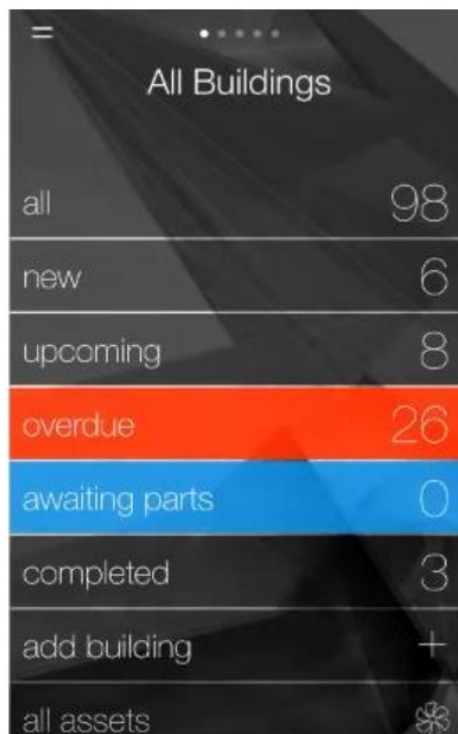 All Buildings
all 98
new 6
upcoming 8
overdue 26
awaiting parts 0
completed 3
add building +
all assets